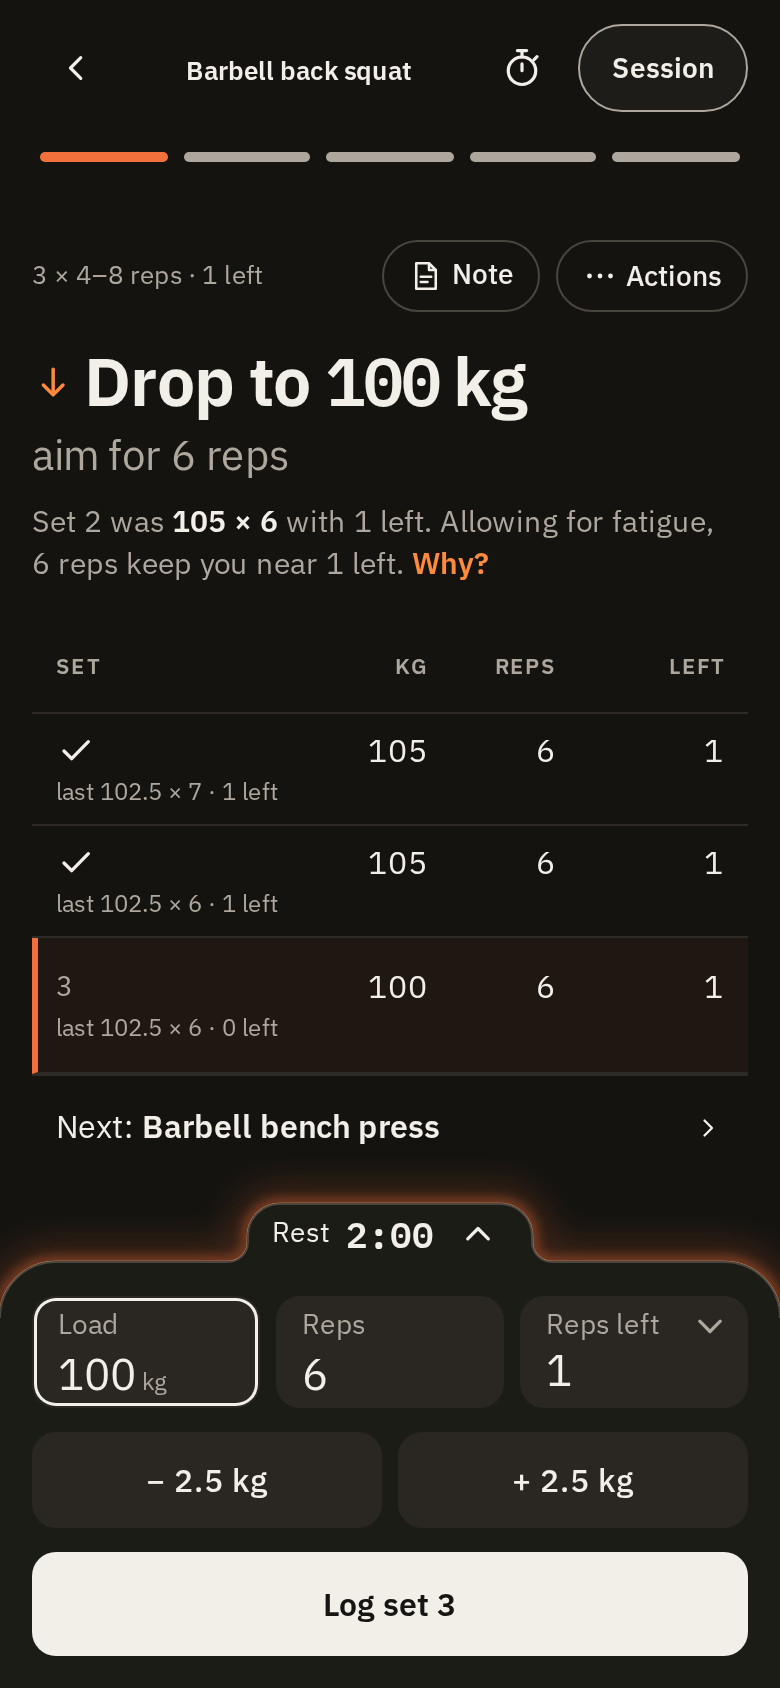 Barbell back squat
Session
3 × 4–8 reps · 1 left
Note
··· Actions
↓ Drop to 100 kg
aim for 6 reps
Set 2 was 105 × 6 with 1 left. Allowing for fatigue,
6 reps keep you near 1 left. Why?
SET KG REPS LEFT
✓ 105 6 1
last 102.5 × 7 · 1 left
✓ 105 6 1
last 102.5 × 6 · 1 left
3 100 6 1
last 102.5 × 6 · 0 left
Next: Barbell bench press
Rest 2:00
Load Reps Reps left
100 kg 6 1
− 2.5 kg + 2.5 kg
Log set 3